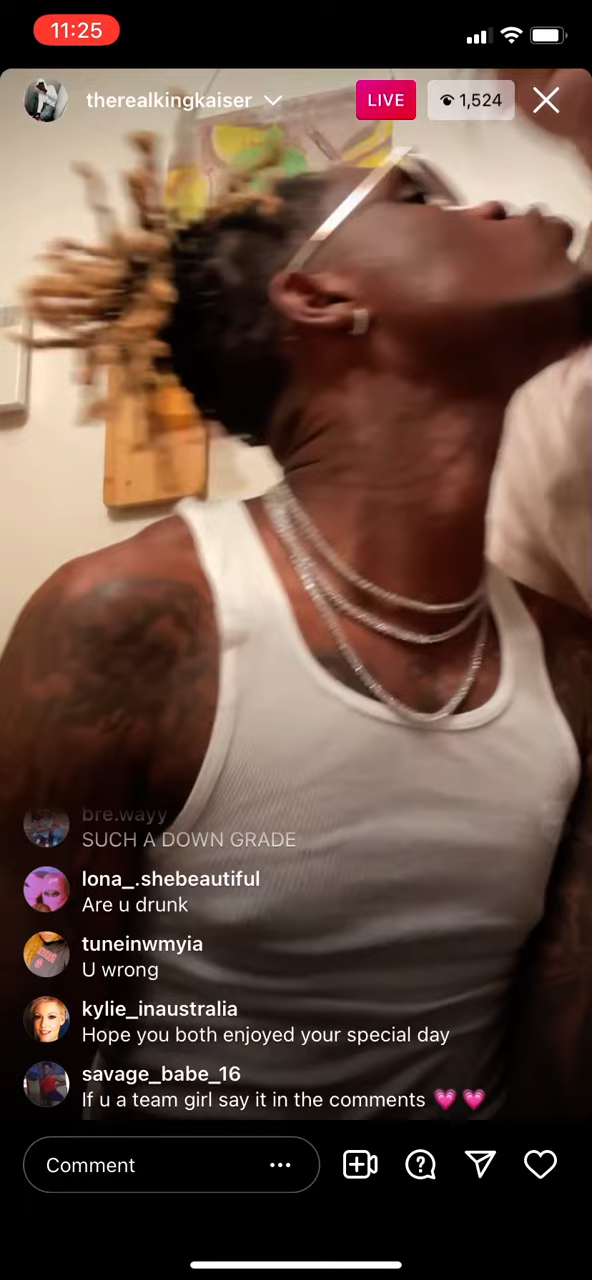 11:25
therealkingkaiser
LIVE
1,524
bre.wayy
SUCH A DOWN GRADE
lona_.shebeautiful
Are u drunk
tuneinwmyia
U wrong
kylie_inaustralia
Hope you both enjoyed your special day
savage_babe_16
If u a team girl say it in the comments 💗 💗
Comment